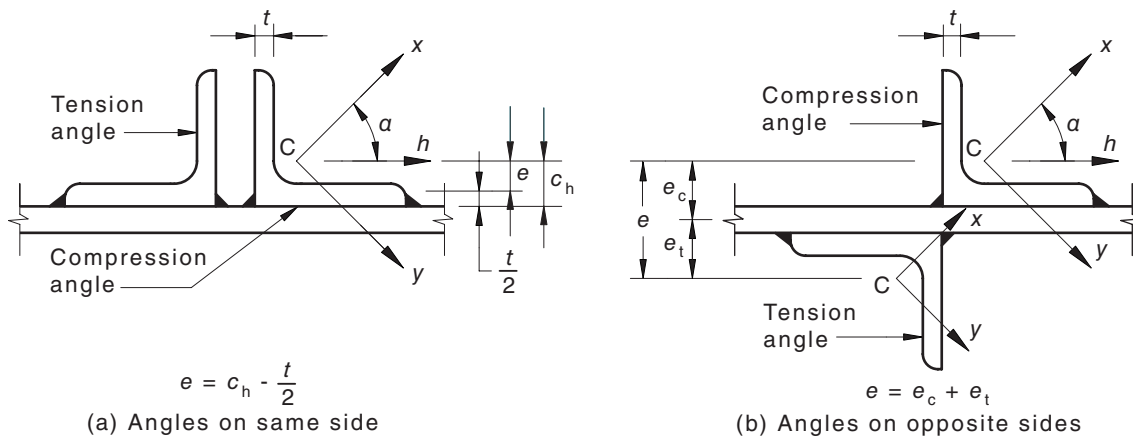 t
x
Tension
angle
α
C
h
e
c_h
Compression
angle
y
t/2
e = c_h - t/2
(a) Angles on same side
t
x
Compression
angle
α
C
h
e_c
e
x
e_t
y
C
Tension
angle
y
e = e_c + e_t
(b) Angles on opposite sides